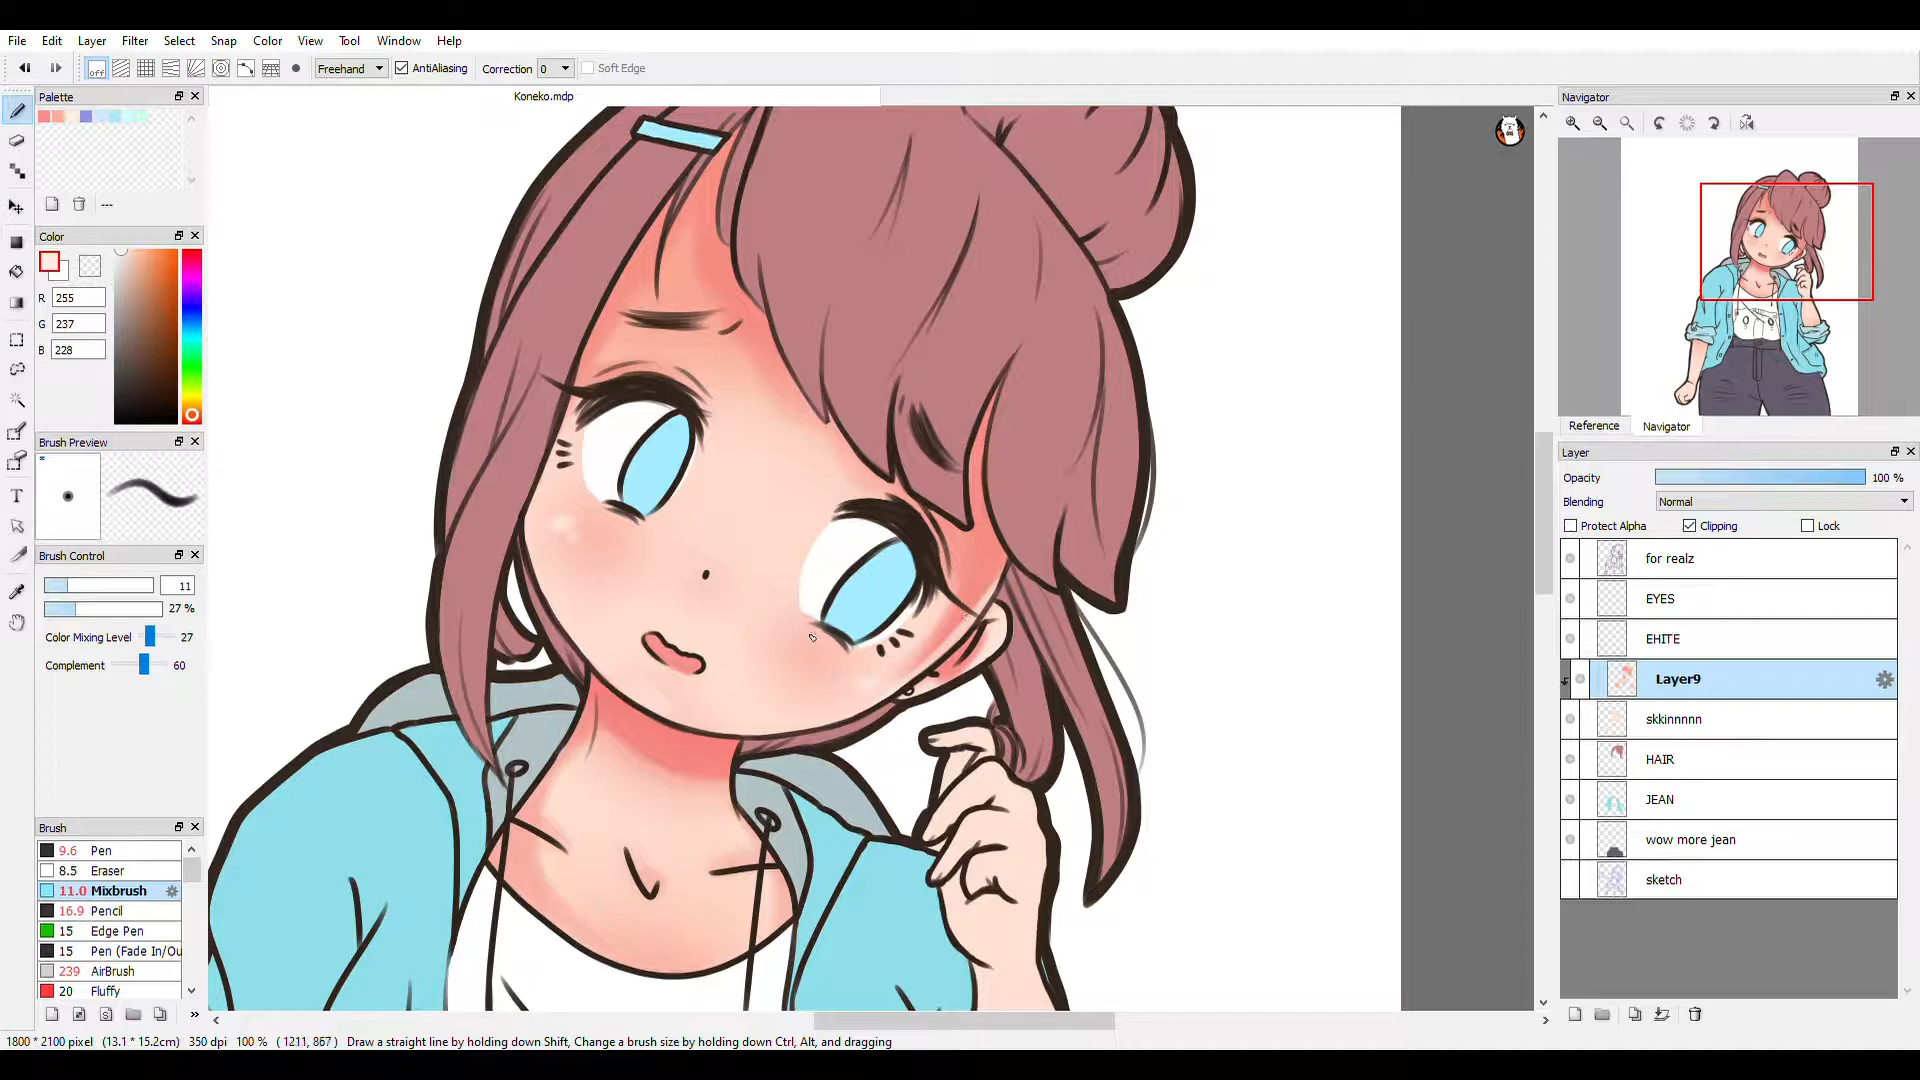 File Edit Layer Filter Select Snap Color View Tool Window Help
off Freehand AntiAliasing Correction 0 Soft Edge
Palette
Koneko.mdp
Navigator
---
Color
R 255
G 237
B 228
Reference Navigator
Brush Preview
Layer
Opacity 100 %
Blending Normal
Protect Alpha Clipping Lock
Brush Control
11
27 %
Color Mixing Level 27
Complement 60
for realz
EYES
EHITE
Layer9
skkinnnnn
HAIR
JEAN
wow more jean
sketch
Brush
9.6 Pen
8.5 Eraser
11.0 Mixbrush
16.9 Pencil
15 Edge Pen
15 Pen (Fade In/Ou
239 AirBrush
20 Fluffy
S
1800 * 2100 pixel (13.1 * 15.2cm) 350 dpi 100 % ( 1211, 867 ) Draw a straight line by holding down Shift, Change a brush size by holding down Ctrl, Alt, and dragging